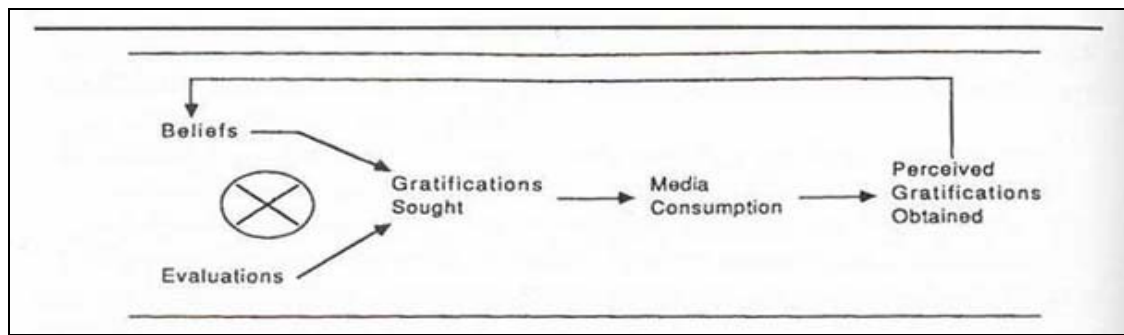 Beliefs
Gratifications
Sought
Media
Consumption
Perceived
Gratifications
Obtained
Evaluations